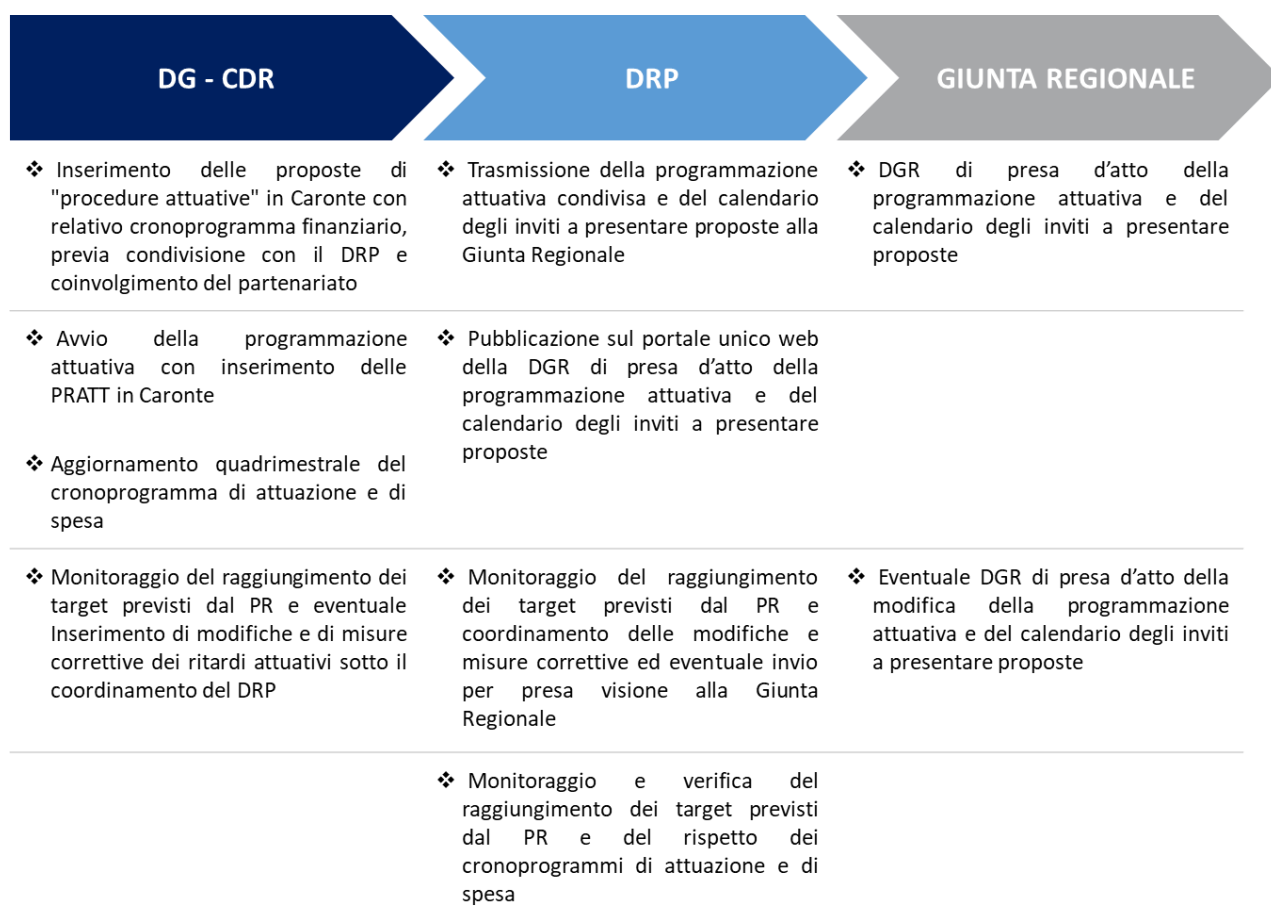 DG - CDR
DRP
GIUNTA REGIONALE
❖ Inserimento delle proposte di
"procedure attuative" in Caronte con
relativo cronoprogramma finanziario,
previa condivisione con il DRP e
coinvolgimento del partenariato
❖ Trasmissione della programmazione
attuativa condivisa e del calendario
degli inviti a presentare proposte alla
Giunta Regionale
❖ DGR di presa d'atto della
programmazione attuativa e del
calendario degli inviti a presentare
proposte
❖ Avvio della programmazione
attuativa con inserimento delle
PRATT in Caronte
❖ Aggiornamento quadrimestrale del
cronoprogramma di attuazione e di
spesa
❖ Pubblicazione sul portale unico web
della DGR di presa d'atto della
programmazione attuativa e del
calendario degli inviti a presentare
proposte
❖ Monitoraggio del raggiungimento dei
target previsti dal PR e eventuale
Inserimento di modifiche e di misure
correttive dei ritardi attuativi sotto il
coordinamento del DRP
❖ Monitoraggio del raggiungimento
dei target previsti dal PR e
coordinamento delle modifiche e
misure correttive ed eventuale invio
per presa visione alla Giunta
Regionale
❖ Eventuale DGR di presa d'atto della
modifica della programmazione
attuativa e del calendario degli inviti
a presentare proposte
❖ Monitoraggio e verifica del
raggiungimento dei target previsti
dal PR e del rispetto dei
cronoprogrammi di attuazione e di
spesa